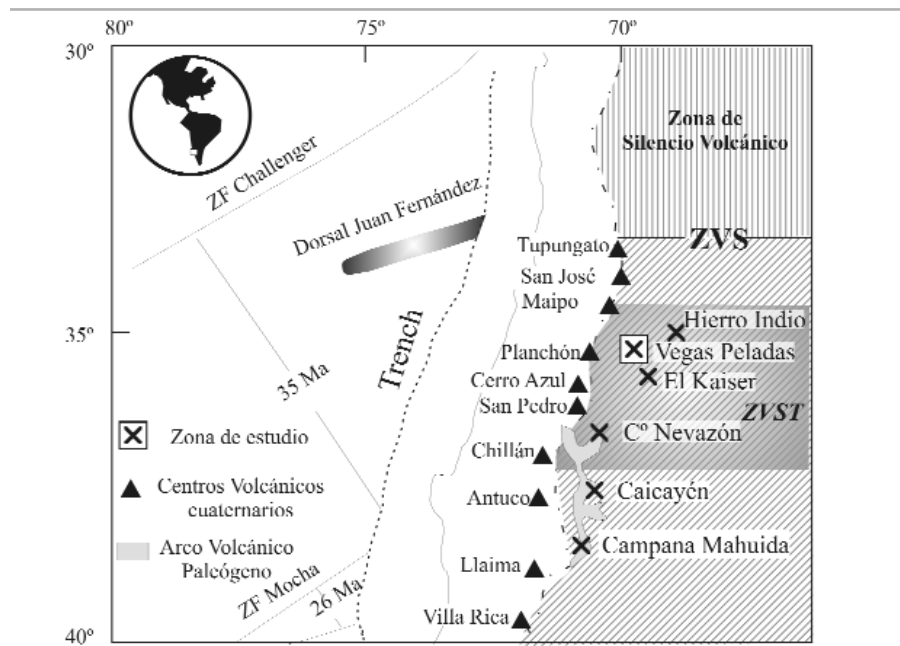 80º
75º
70º
30º
Zona de
Silencio Volcánico
ZF Challenger
Dorsal Juan Fernández
ZVS
Tupungato
San José
Maipo
Hierro Indio
35º
Trench
Planchón
Vegas Peladas
Cerro Azul
El Kaiser
35 Ma
San Pedro
ZVST
Zona de estudio
Cº Nevazón
Chillán
Centros Volcánicos
cuaternarios
Antuco
Caicayén
Arco Volcánico
Paleógeno
Campana Mahuida
Llaima
ZF Mocha
26 Ma
Villa Rica
40º